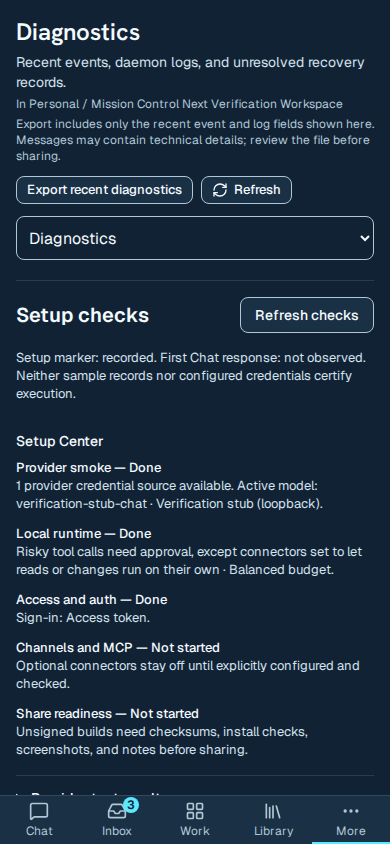 Diagnostics
Recent events, daemon logs, and unresolved recovery
records.
In Personal / Mission Control Next Verification Workspace
Export includes only the recent event and log fields shown here.
Messages may contain technical details; review the file before
sharing.
Export recent diagnostics
Refresh
Diagnostics
Setup checks
Refresh checks
Setup marker: recorded. First Chat response: not observed.
Neither sample records nor configured credentials certify
execution.
Setup Center
Provider smoke — Done
1 provider credential source available. Active model:
verification-stub-chat · Verification stub (loopback).
Local runtime — Done
Risky tool calls need approval, except connectors set to let
reads or changes run on their own · Balanced budget.
Access and auth — Done
Sign-in: Access token.
Channels and MCP — Not started
Optional connectors stay off until explicitly configured and
checked.
Share readiness — Not started
Unsigned builds need checksums, install checks,
screenshots, and notes before sharing.
3
Chat
Inbox
Work
Library
More